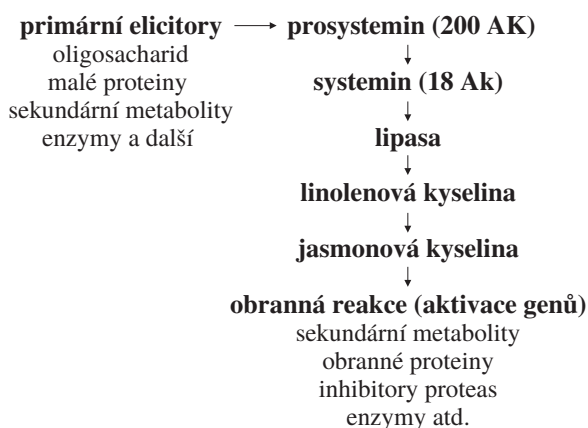 primární elicitory → prosystemin (200 AK)
oligosacharid
malé proteiny
systemin (18 Ak)
sekundární metabolity
enzymy a další
lipasa
linolenová kyselina
jasmonová kyselina
obranná reakce (aktivace genů)
sekundární metabolity
obranné proteiny
inhibitory proteas
enzymy atd.